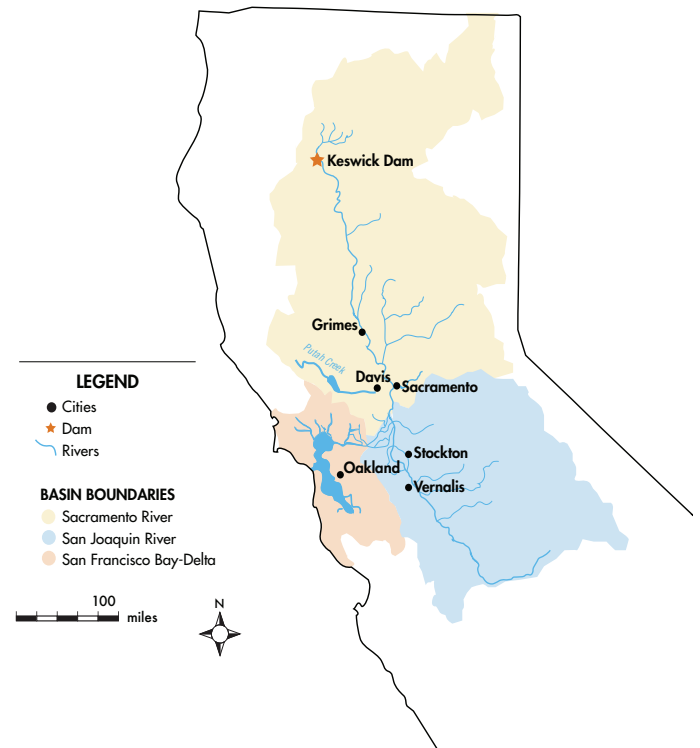 Keswick Dam
Grimes
Putah Creek
Davis
Sacramento
LEGEND
Cities
Dam
Rivers
Stockton
Oakland
Vernalis
BASIN BOUNDARIES
Sacramento River
San Joaquin River
San Francisco Bay-Delta
100
miles
N